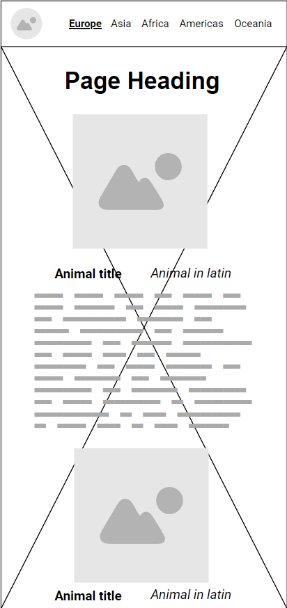 Europe Asia Africa Americas Oceania
Page Heading
Animal title Animal in latin
Animal title Animal in latin